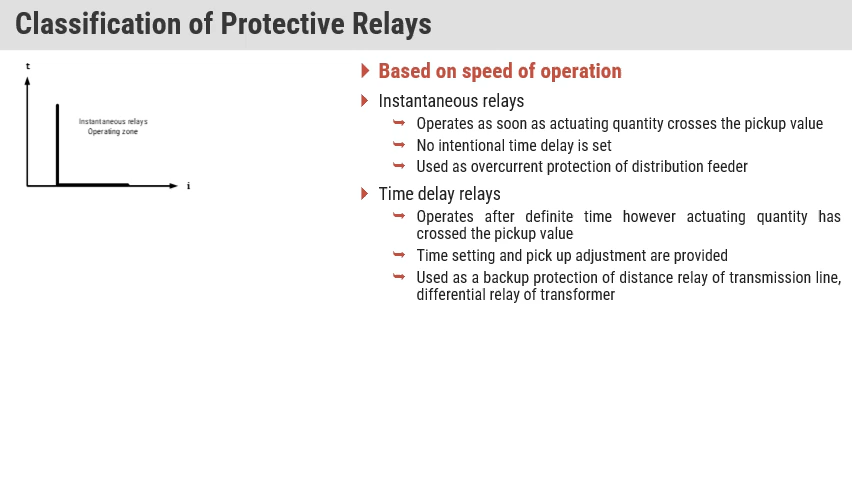 Classification of Protective Relays
t
Instantaneous relays
Operating zone
i
Based on speed of operation
Instantaneous relays
Operates as soon as actuating quantity crosses the pickup value
No intentional time delay is set
Used as overcurrent protection of distribution feeder
Time delay relays
Operates after definite time however actuating quantity has
crossed the pickup value
Time setting and pick up adjustment are provided
Used as a backup protection of distance relay of transmission line,
differential relay of transformer